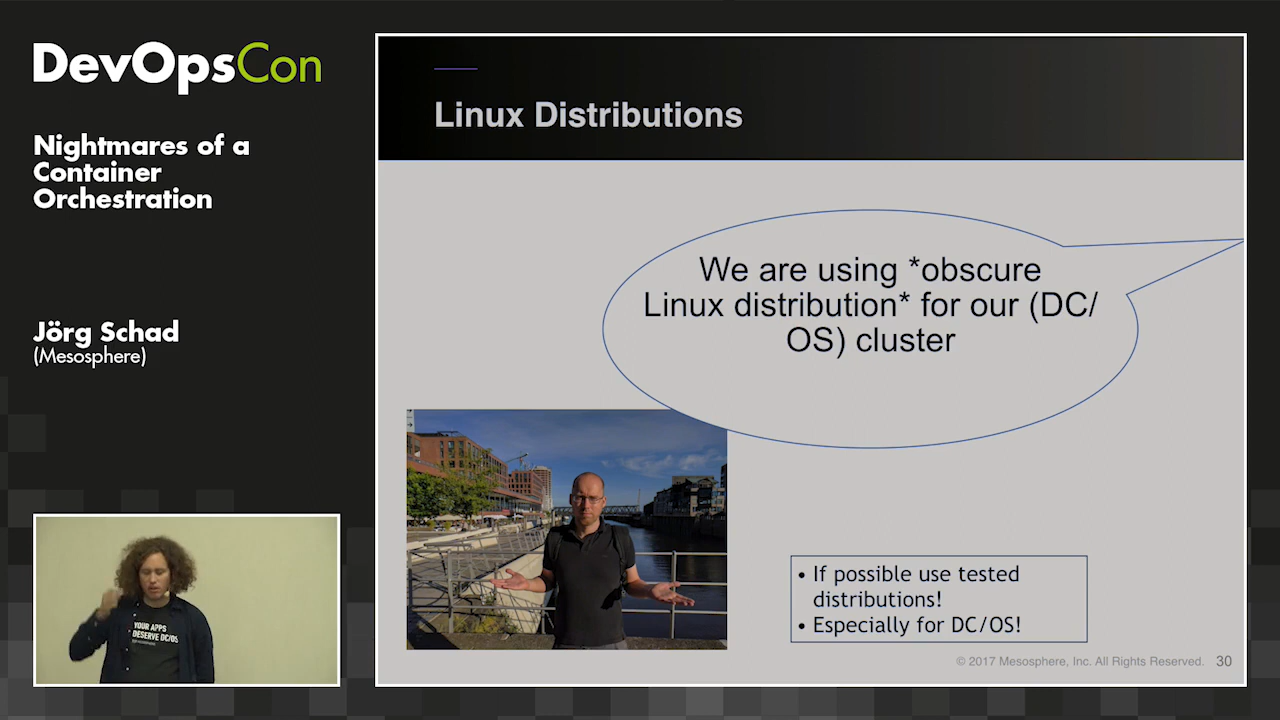 DevOpsCon
Nightmares of a
Container
Orchestration
Jörg Schad
(Mesosphere)
YOUR APPS
DESERVE DC/OS
Linux Distributions
We are using *obscure
Linux distribution* for our (DC/
OS) cluster
• If possible use tested
distributions!
• Especially for DC/OS!
© 2017 Mesosphere, Inc. All Rights Reserved.
30